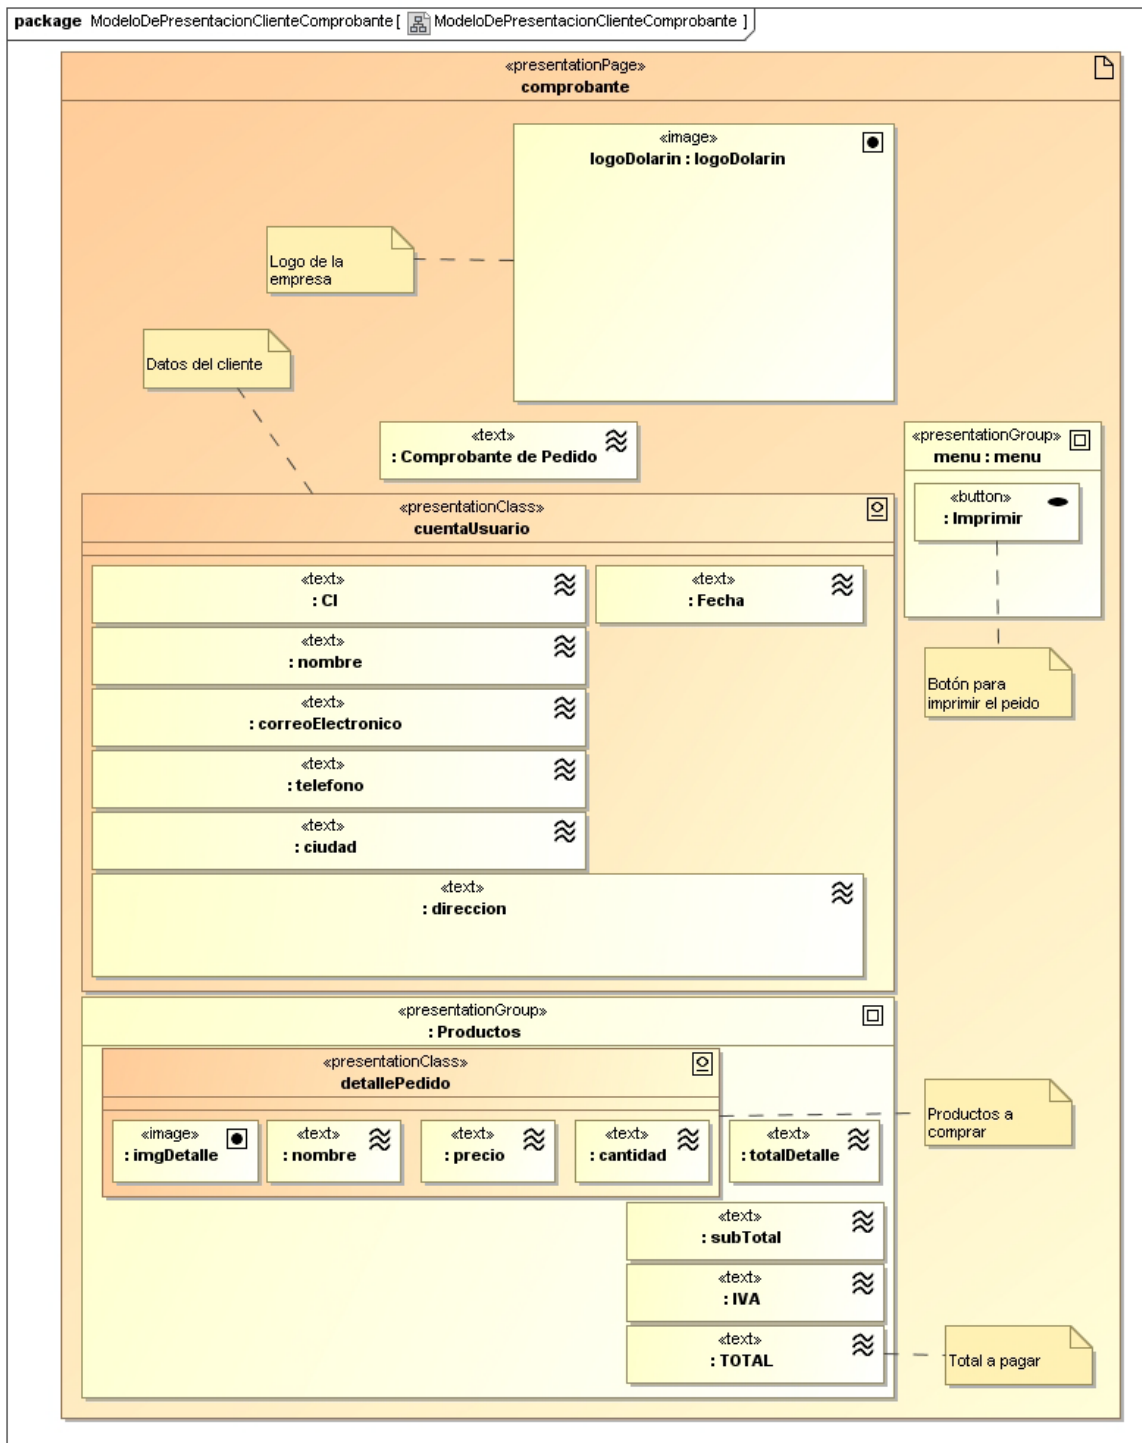 package ModeloDePresentacionClienteComprobante [ ModeloDePresentacionClienteComprobante ]
«presentationPage»
comprobante
«image»
logoDolarin : logoDolarin
Logo de la
empresa
Datos del cliente
«text»
: Comprobante de Pedido
«presentationGroup»
menu : menu
«button»
: Imprimir
Botón para
imprimir el peido
«presentationClass»
cuentaUsuario
«text»
: CI
«text»
: Fecha
«text»
: nombre
«text»
: correoElectronico
«text»
: telefono
«text»
: ciudad
«text»
: direccion
«presentationGroup»
: Productos
«presentationClass»
detallePedido
«image»
: imgDetalle
«text»
: nombre
«text»
: precio
«text»
: cantidad
«text»
: totalDetalle
Productos a
comprar
«text»
: subTotal
«text»
: IVA
«text»
: TOTAL
Total a pagar